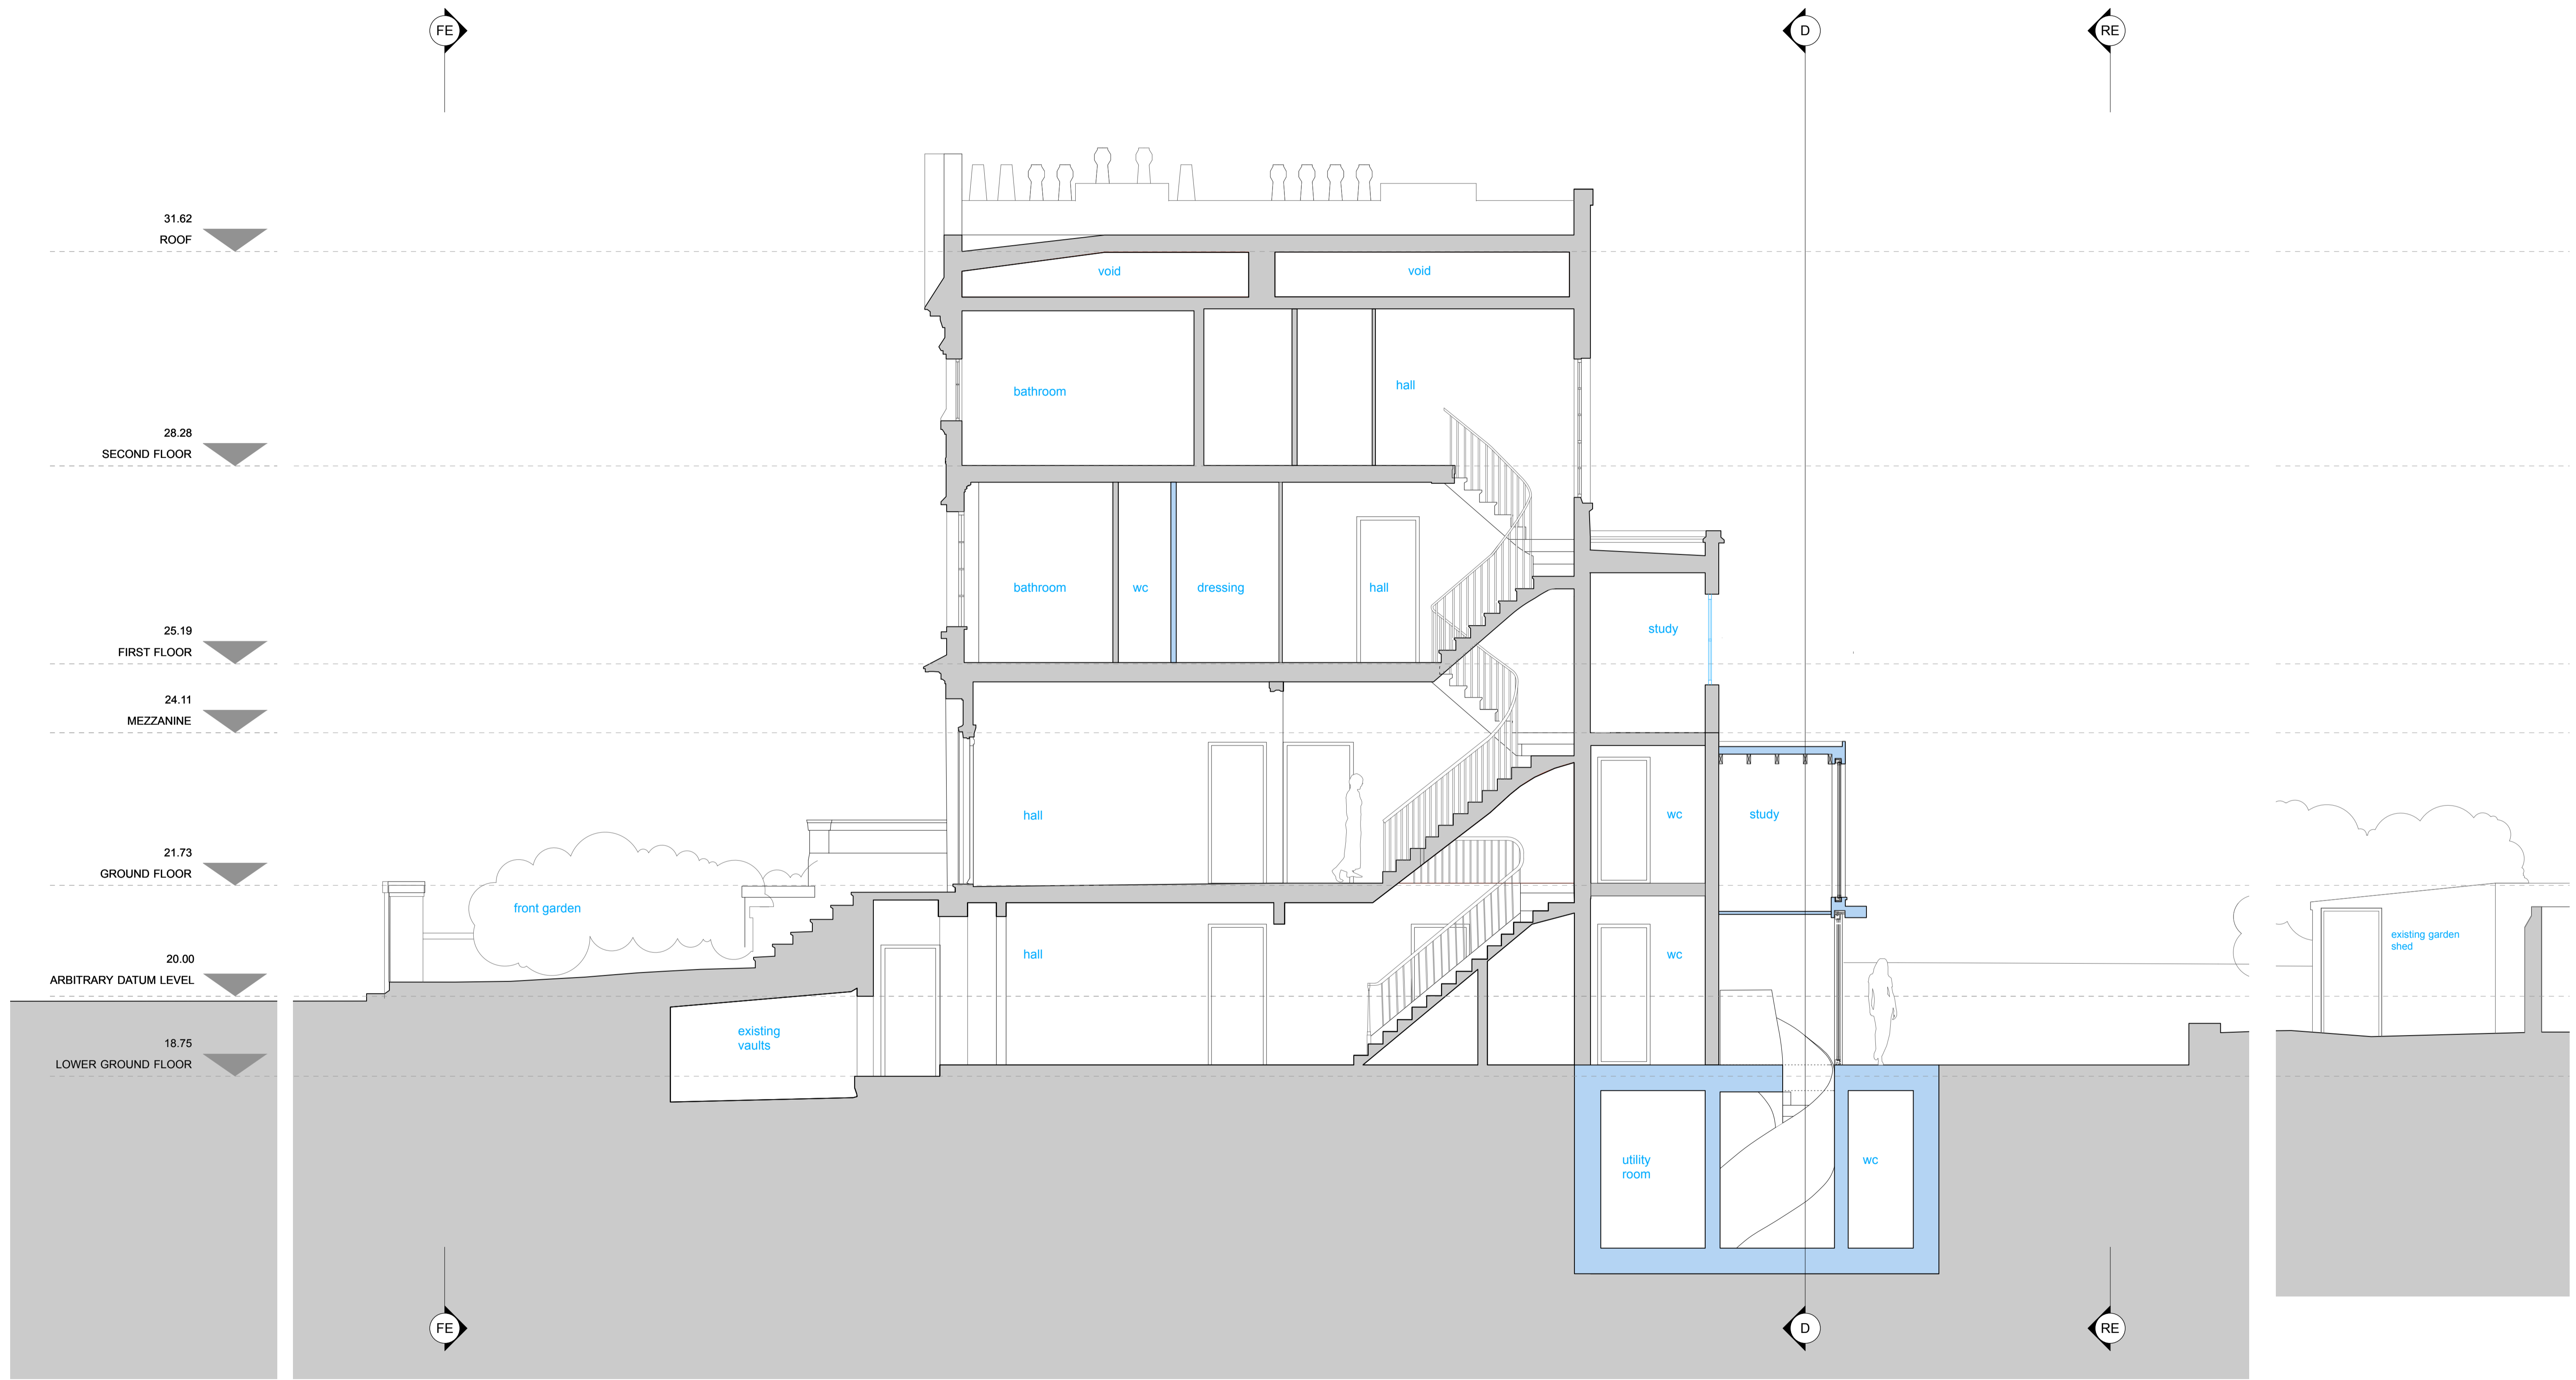 FE
D
RE
31.62
ROOF
void
void
bathroom
hall
28.28
SECOND FLOOR
bathroom
wc
dressing
hall
study
25.19
FIRST FLOOR
24.11
MEZZANINE
hall
wc
study
21.73
GROUND FLOOR
front garden
existing garden
shed
hall
wc
20.00
ARBITRARY DATUM LEVEL
existing
vaults
18.75
LOWER GROUND FLOOR
utility
room
wc
FE
D
RE